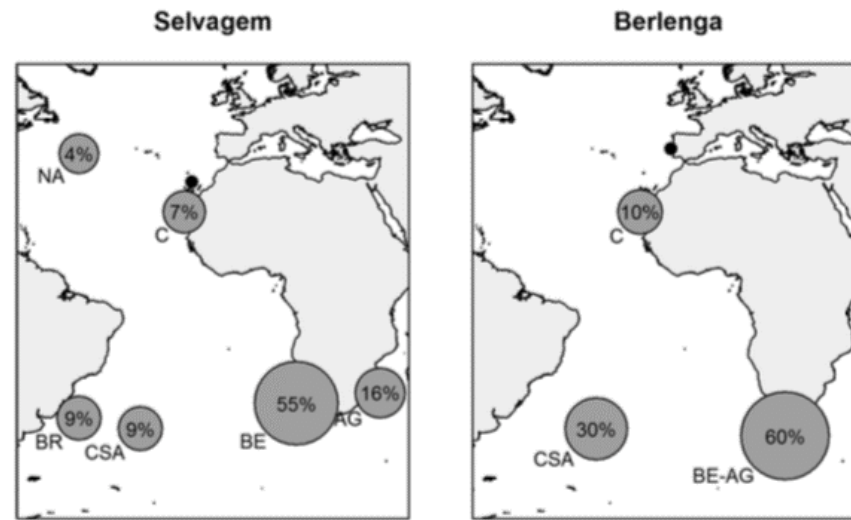 Selvagem
4%
NA
7%
C
9%
BR
9%
CSA
55%
BE
16%
AG
Berlenga
10%
C
30%
CSA
60%
BE-AG